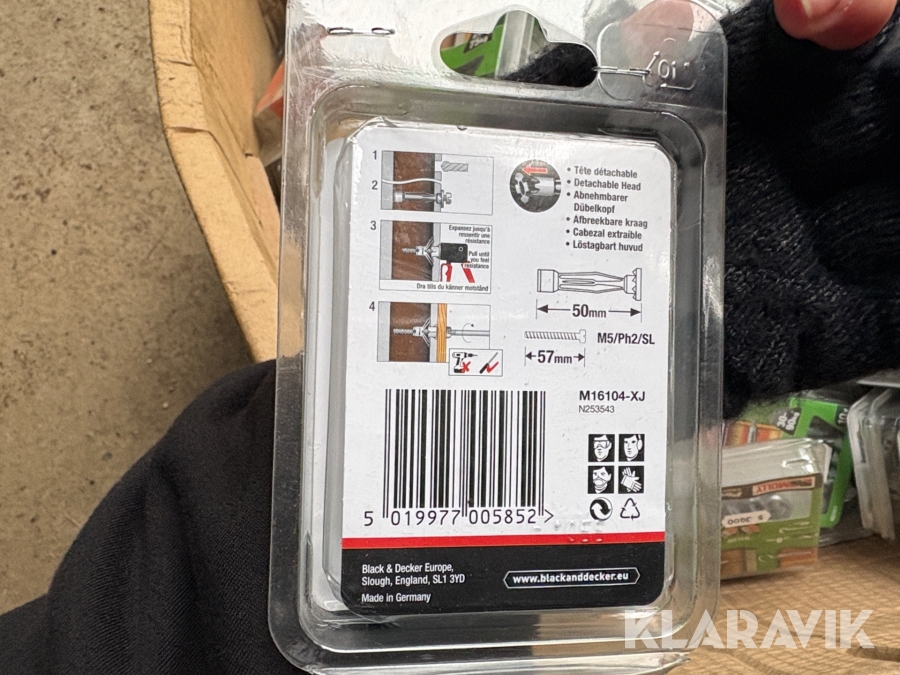 1
2
3
Expansez jusqu'à
ressentir une
résistance
Pull until
you feel
resistance
Dra tills du känner motstånd
4
• Tête détachable
• Detachable Head
• Abnehmbarer
Dübelkopf
• Afbreekbare kraag
• Cabezal extraible
• Löstagbart huvud
50mm
57mm
M5/Ph2/SL
M16104-XJ
N253543
5 019977 005852 >
Black & Decker Europe,
Slough, England, SL1 3YD
Made in Germany
www.blackanddecker.eu
MOLLY
KLARAVIK